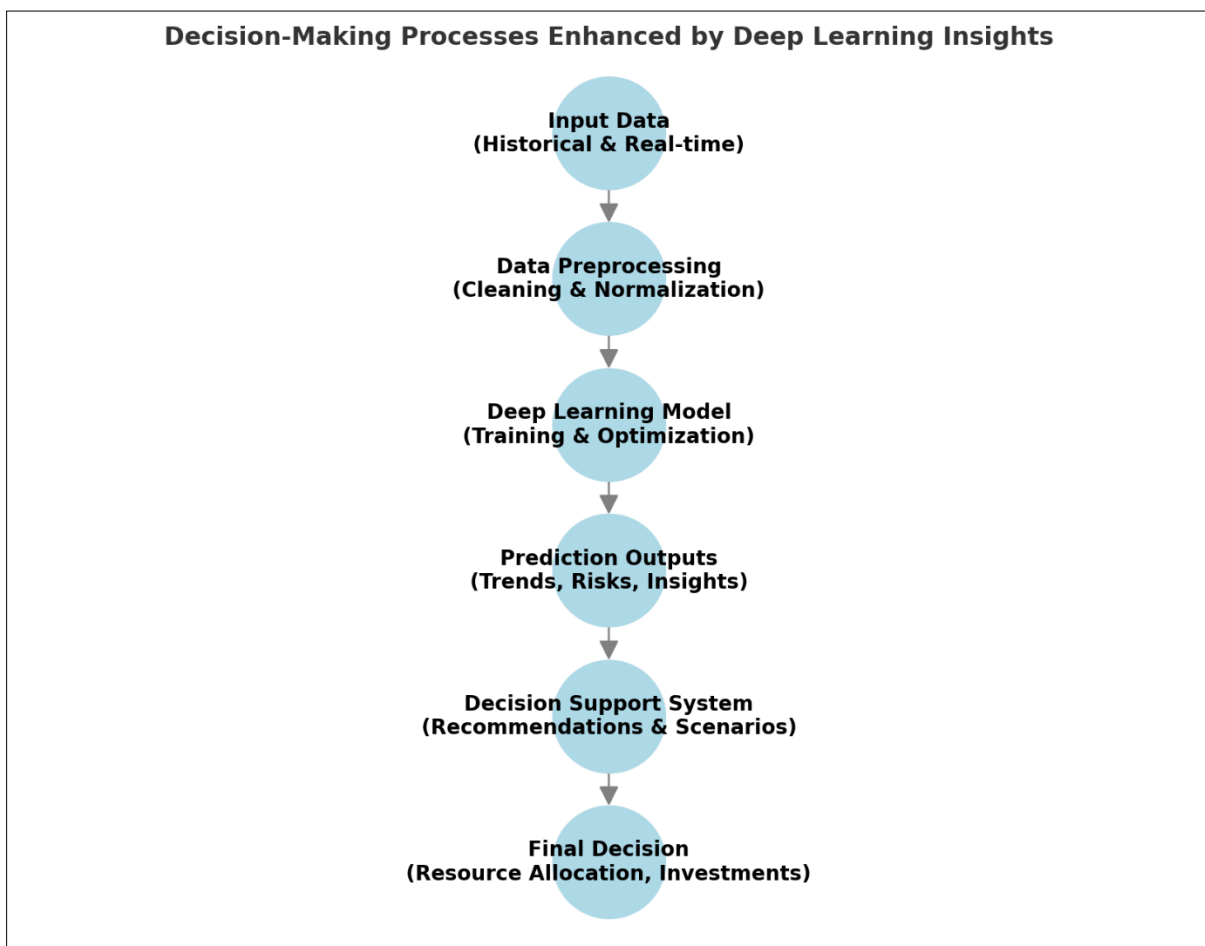 Decision-Making Processes Enhanced by Deep Learning Insights
Input Data
(Historical & Real-time)
Data Preprocessing
(Cleaning & Normalization)
Deep Learning Model
(Training & Optimization)
Prediction Outputs
(Trends, Risks, Insights)
Decision Support System
(Recommendations & Scenarios)
Final Decision
(Resource Allocation, Investments)